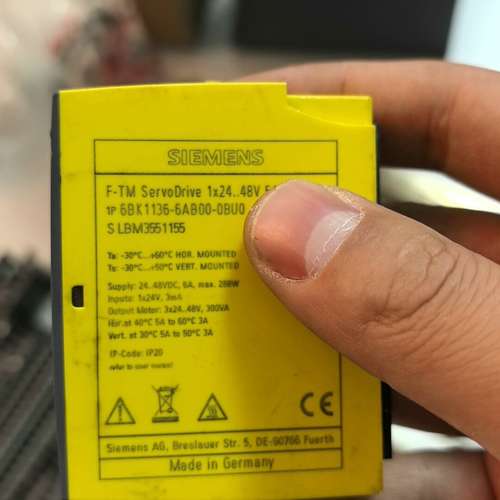 SIEMENS
F-TM ServoDrive 1x24..48V
1P 6BK1136-6AB00-0BU0
S LBM3551155
Ta: -30°C...+60°C HOR. MOUNTED
Ta: -30°C...+50°C VERT. MOUNTED
Supply: 24..48VDC, 6A, max. 288W
Inputs: 1x24V, 3mA
Output Motor: 3x24..48V, 300VA
Hor. at 40°C 5A to 60°C 3A
Vert. at 30°C 5A to 50°C 3A
IP-Code: IP20
refer to user manual
CE
Siemens AG, Breslauer Str. 5, DE-90766 Fuerth
Made in Germany